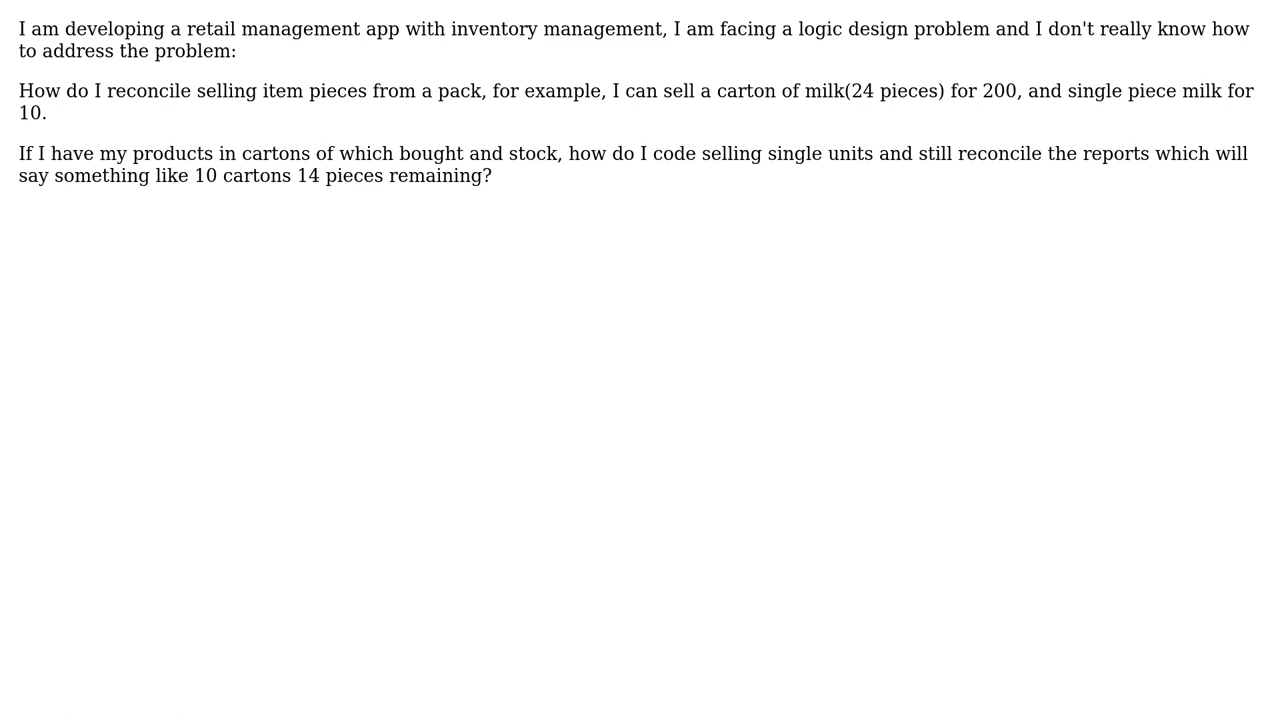 I am developing a retail management app with inventory management, I am facing a logic design problem and I don't really know how
to address the problem:
How do I reconcile selling item pieces from a pack, for example, I can sell a carton of milk(24 pieces) for 200, and single piece milk for
10.
If I have my products in cartons of which bought and stock, how do I code selling single units and still reconcile the reports which will
say something like 10 cartons 14 pieces remaining?